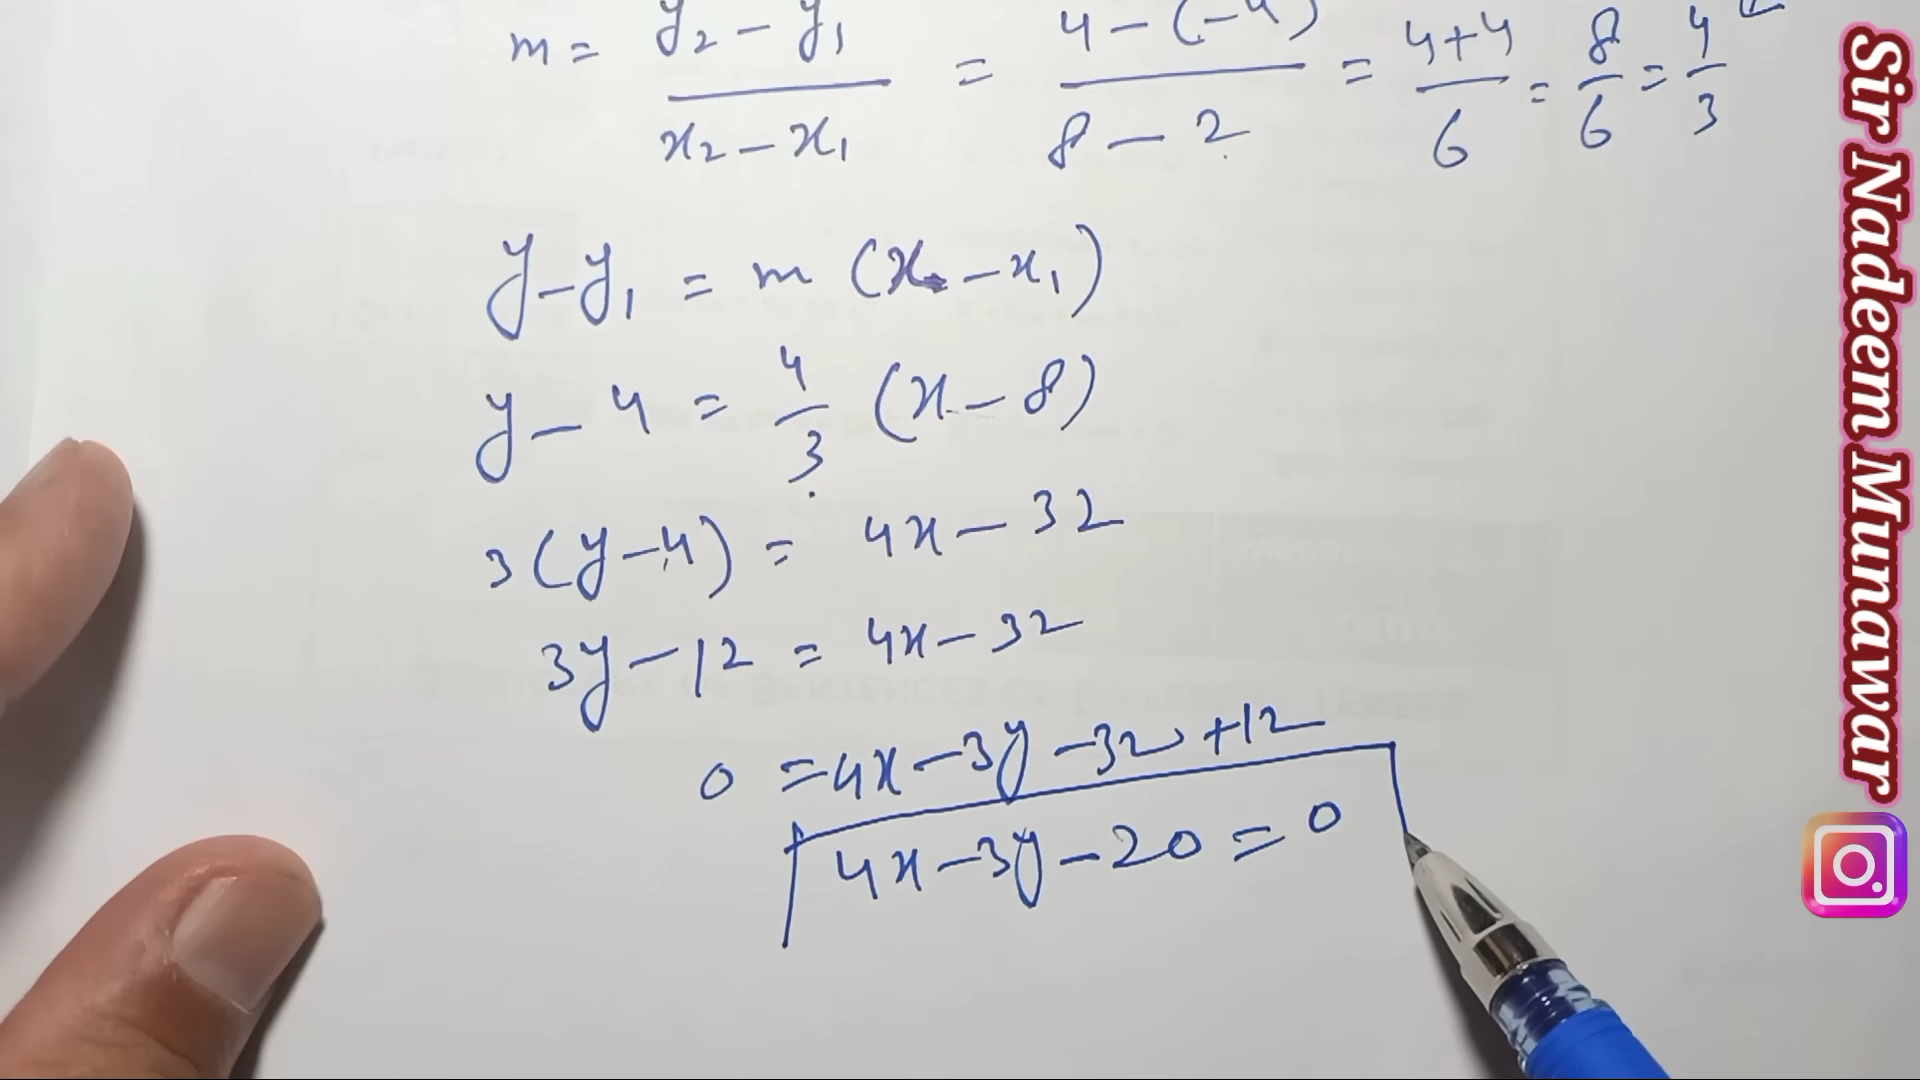 m = y₂ - y₁ / x₂ - x₁ = 4 - (-4) / 8 - 2 = 4+4 / 6 = 8/6 = 4/3
y - y₁ = m (x - x₁)
y - 4 = 4/3 (x - 8)
3(y-4) = 4x - 32
3y - 12 = 4x - 32
0 = 4x - 3y - 32 + 12
4x - 3y - 20 = 0
Sir Nadeem Munawar